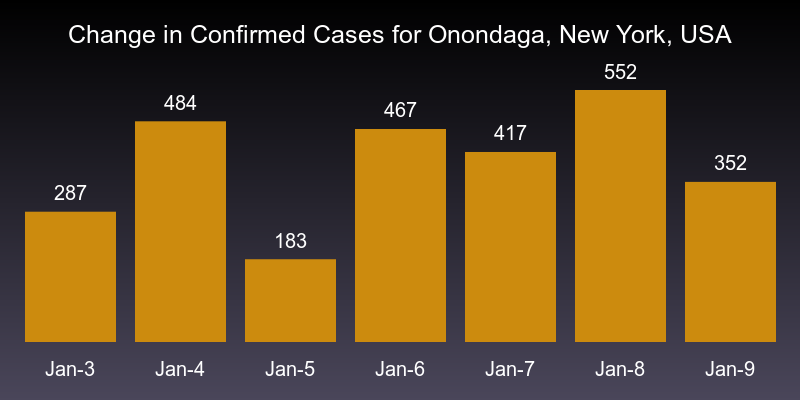 Change in Confirmed Cases for Onondaga, New York, USA
287
484
183
467
417
552
352
Jan-3
Jan-4
Jan-5
Jan-6
Jan-7
Jan-8
Jan-9